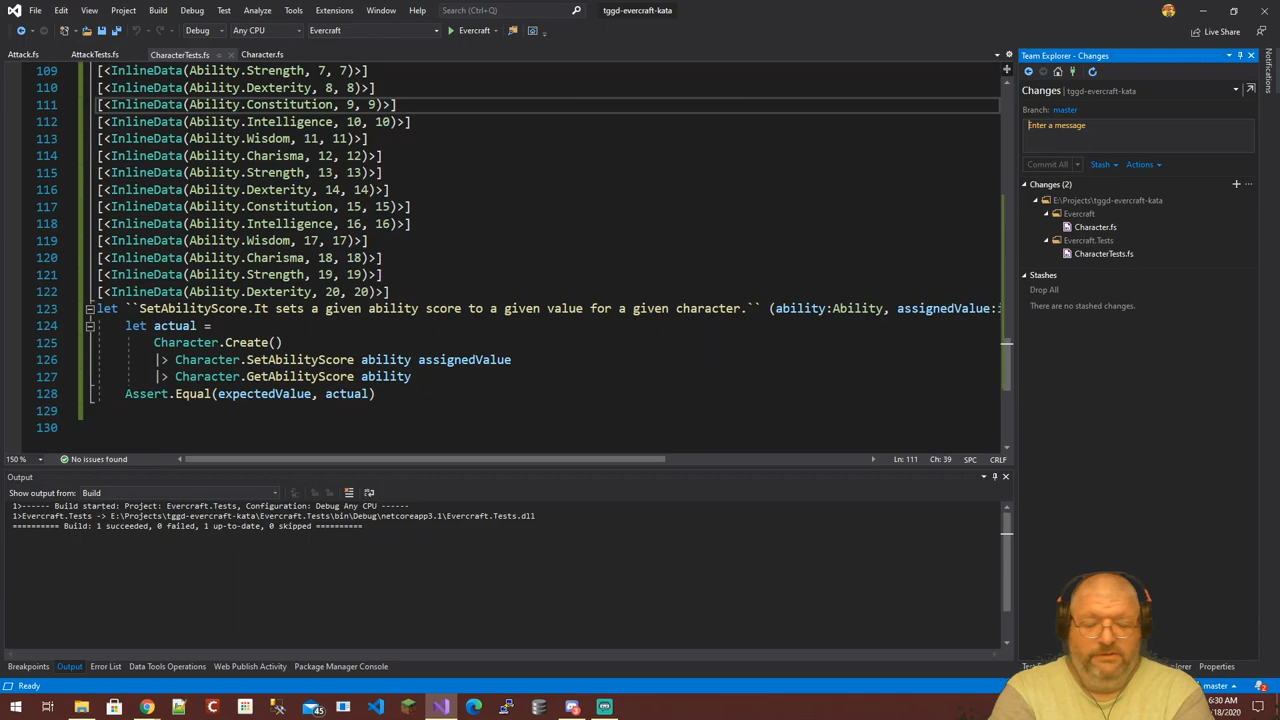 File Edit View Project Build Debug Test Analyze Tools Extensions Window Help Search (Ctrl+Q) tggd-evercraft-kata
Debug Any CPU Evercraft Evercraft Live Share
Attack.fs AttackTests.fs CharacterTests.fs Character.fs
109 [<InlineData(Ability.Strength, 7, 7)>]
110 [<InlineData(Ability.Dexterity, 8, 8)>]
111 [<InlineData(Ability.Constitution, 9, 9)>]
112 [<InlineData(Ability.Intelligence, 10, 10)>]
113 [<InlineData(Ability.Wisdom, 11, 11)>]
114 [<InlineData(Ability.Charisma, 12, 12)>]
115 [<InlineData(Ability.Strength, 13, 13)>]
116 [<InlineData(Ability.Dexterity, 14, 14)>]
117 [<InlineData(Ability.Constitution, 15, 15)>]
118 [<InlineData(Ability.Intelligence, 16, 16)>]
119 [<InlineData(Ability.Wisdom, 17, 17)>]
120 [<InlineData(Ability.Charisma, 18, 18)>]
121 [<InlineData(Ability.Strength, 19, 19)>]
122 [<InlineData(Ability.Dexterity, 20, 20)>]
123 let ``SetAbilityScore.It sets a given ability score to a given value for a given character.`` (ability:Ability, assignedValue:i
124 let actual =
125 Character.Create()
126 |> Character.SetAbilityScore ability assignedValue
127 |> Character.GetAbilityScore ability
128 Assert.Equal(expectedValue, actual)
129
130
150 % No issues found Ln: 111 Ch: 39 SPC CRLF
Output
Show output from: Build
1>------ Build started: Project: Evercraft.Tests, Configuration: Debug Any CPU ------
1>Evercraft.Tests -> E:\Projects\tggd-evercraft-kata\Evercraft.Tests\bin\Debug\netcoreapp3.1\Evercraft.Tests.dll
========== Build: 1 succeeded, 0 failed, 1 up-to-date, 0 skipped ==========
Breakpoints Output Error List Data Tools Operations Web Publish Activity Package Manager Console
Team Explorer - Changes
Changes | tggd-evercraft-kata
Branch: master
Enter a message
Commit All Stash Actions
Changes (2)
E:\Projects\tggd-evercraft-kata
Evercraft
Character.fs
Evercraft.Tests
CharacterTests.fs
Stashes
Drop All
There are no stashed changes.
Notifications
Properties
Ready master 2
45